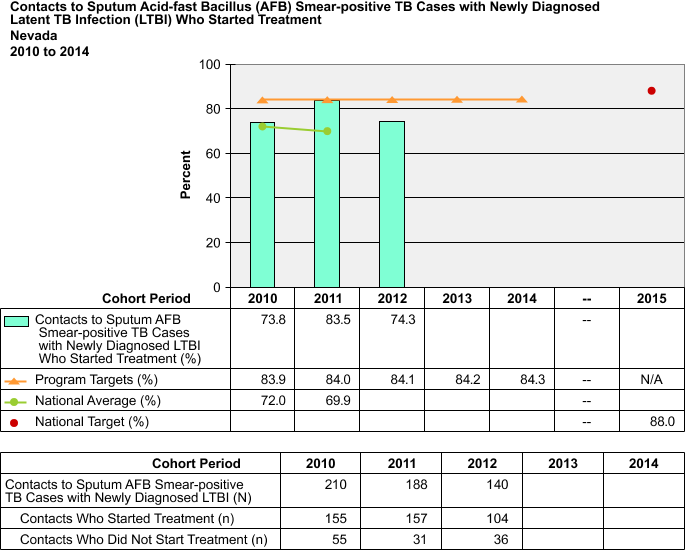 Contacts to Sputum Acid-fast Bacillus (AFB) Smear-positive TB Cases with Newly Diagnosed
Latent TB Infection (LTBI) Who Started Treatment
Nevada
2010 to 2014
100
80
60
40
20
0
Percent
Cohort Period 2010 2011 2012 2013 2014 -- 2015
Contacts to Sputum AFB 73.8 83.5 74.3 --
Smear-positive TB Cases
with Newly Diagnosed LTBI
Who Started Treatment (%)
Program Targets (%) 83.9 84.0 84.1 84.2 84.3 -- N/A
National Average (%) 72.0 69.9 --
National Target (%) -- 88.0
Cohort Period 2010 2011 2012 2013 2014
Contacts to Sputum AFB Smear-positive 210 188 140
TB Cases with Newly Diagnosed LTBI (N)
Contacts Who Started Treatment (n) 155 157 104
Contacts Who Did Not Start Treatment (n) 55 31 36